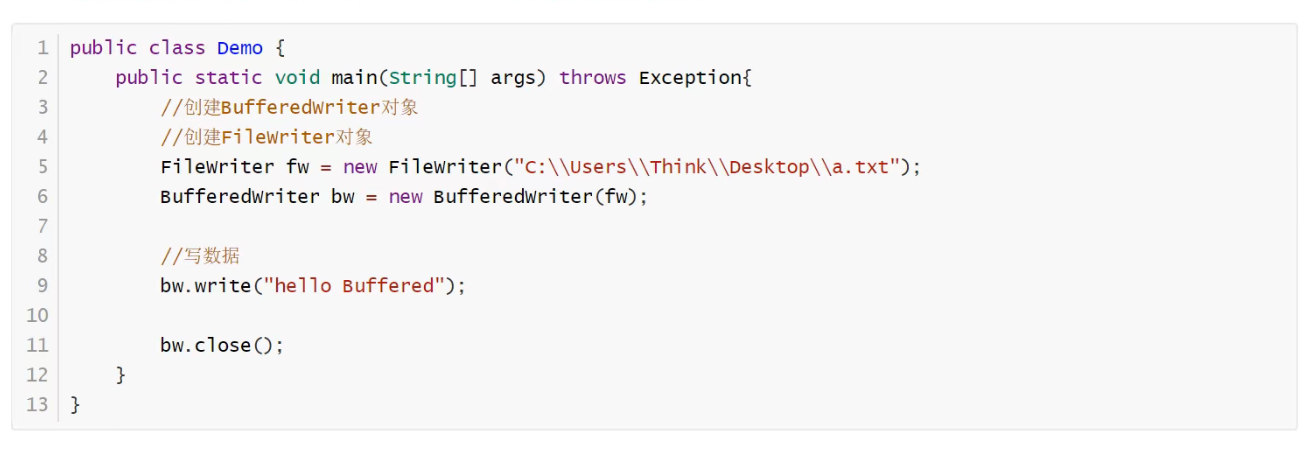 1 public class Demo {
2     public static void main(String[] args) throws Exception{
3         //创建BufferedWriter对象
4         //创建FileWriter对象
5         FileWriter fw = new FileWriter("C:\\Users\\Think\\Desktop\\a.txt");
6         BufferedWriter bw = new BufferedWriter(fw);
7
8         //写数据
9         bw.write("hello Buffered");
10
11         bw.close();
12     }
13 }